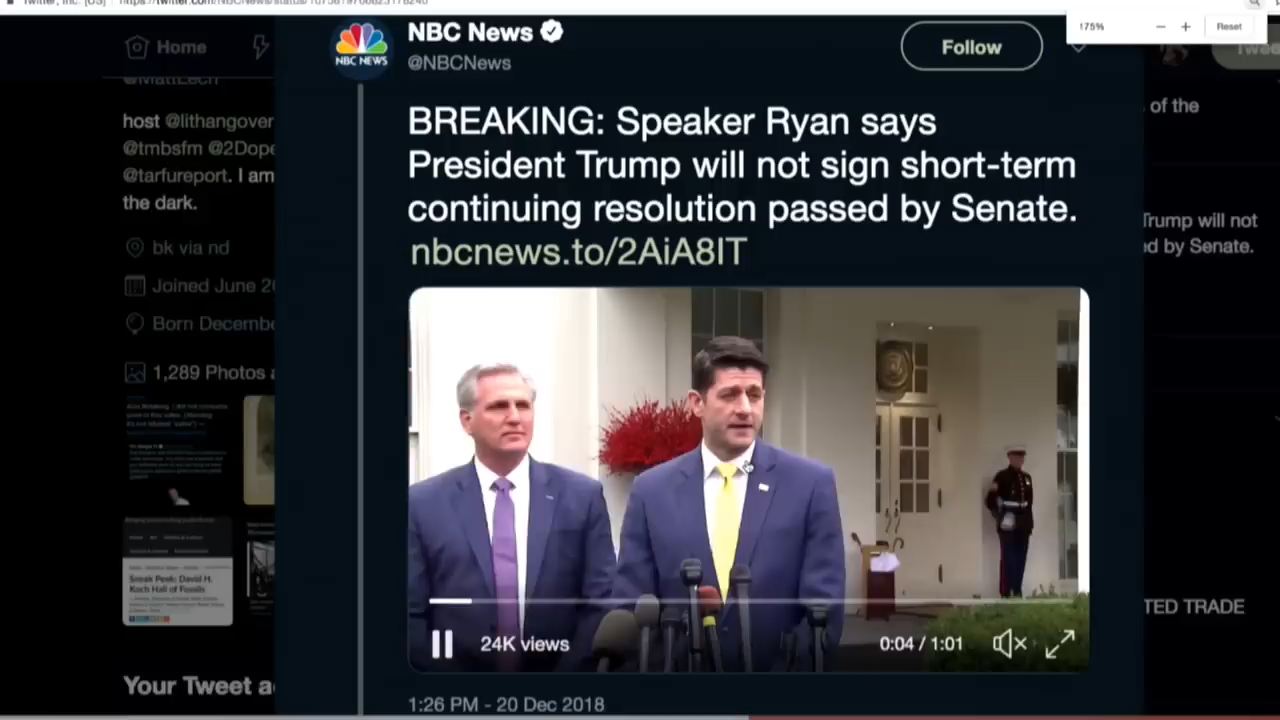 175%
Reset
Home
host @lithangover
@tmbsfm @2Dope
@tarfureport. I am
the dark.
bk via nd
Joined June 20
Born Decembe
1,289 Photos a
Sneak Peek: David H.
Koch Hall of Fossils
Your Tweet a
NBC NEWS
NBC News
@NBCNews
Follow
BREAKING: Speaker Ryan says
President Trump will not sign short-term
continuing resolution passed by Senate.
nbcnews.to/2AiA8IT
24K views
0:04 / 1:01
1:26 PM - 20 Dec 2018
of the
Trump will not
d by Senate.
TED TRADE